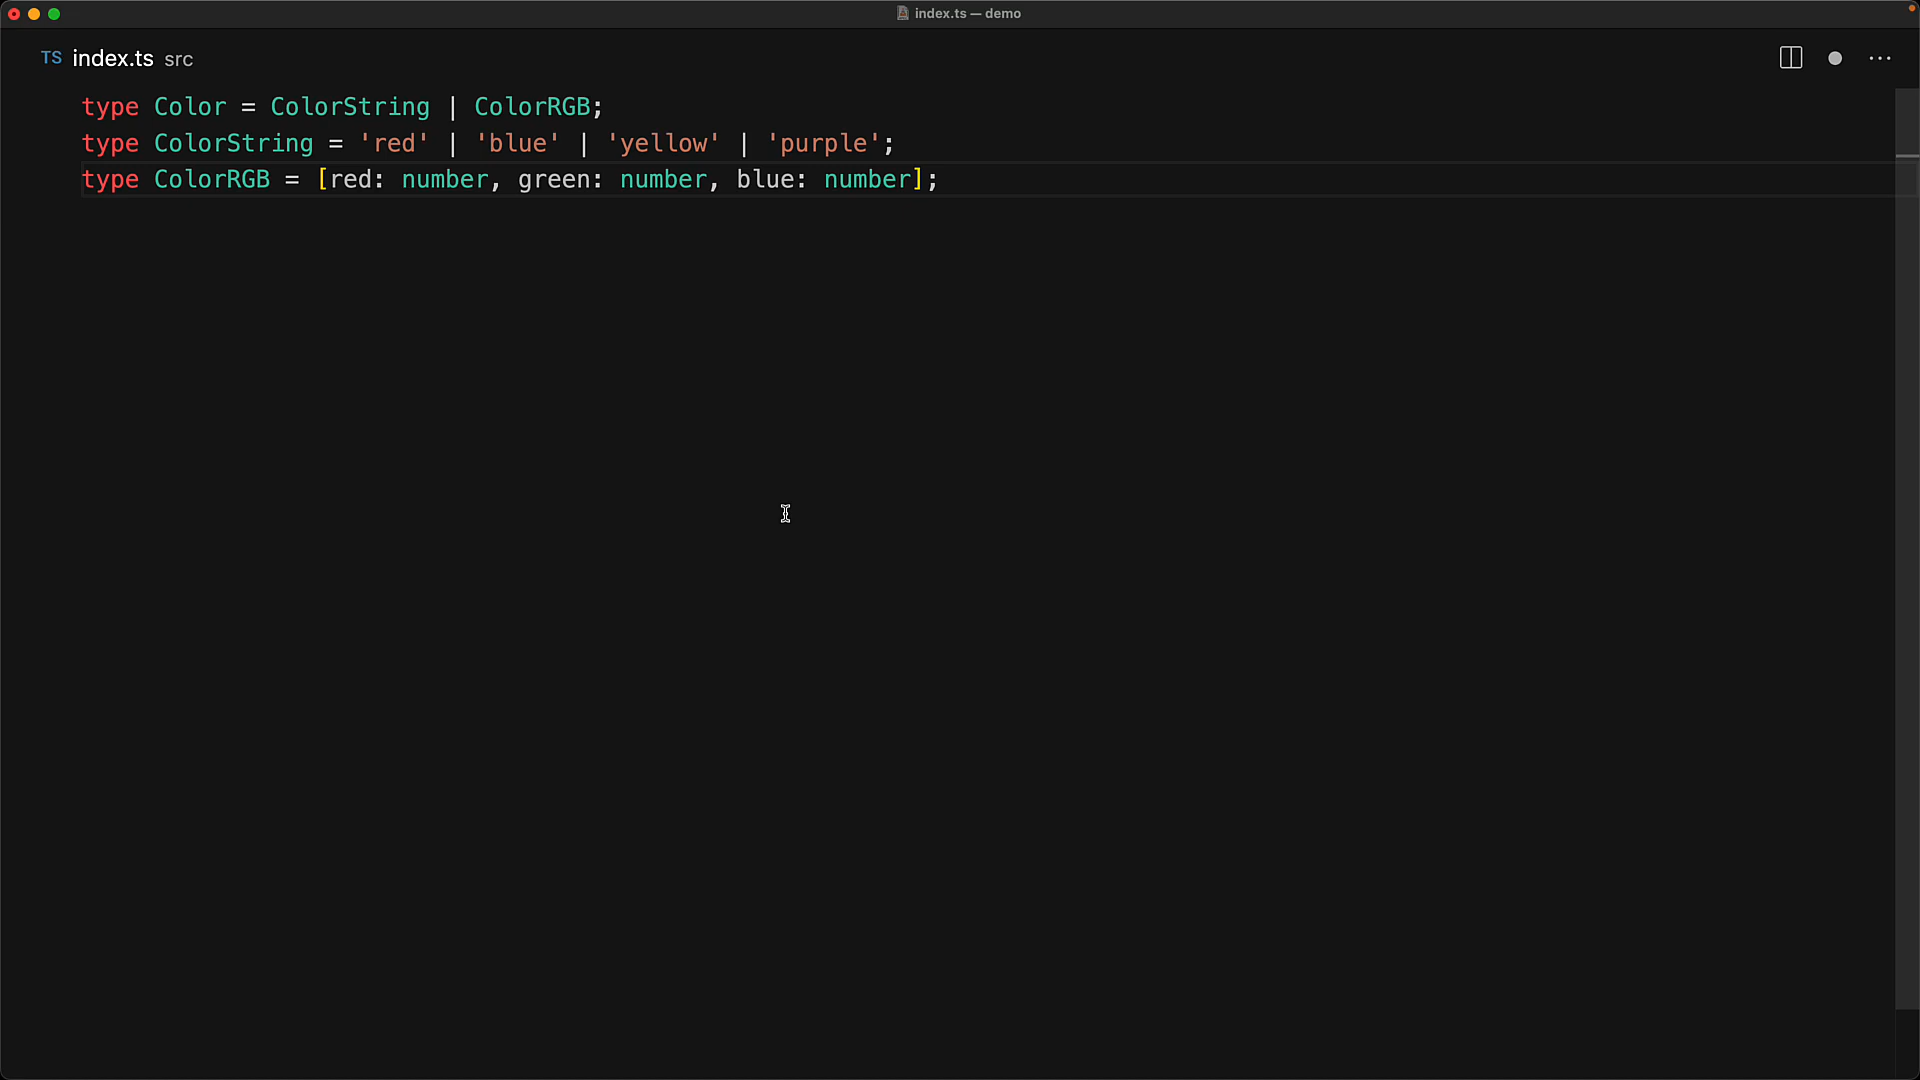 index.ts — demo
TS index.ts src
type Color = ColorString | ColorRGB;
type ColorString = 'red' | 'blue' | 'yellow' | 'purple';
type ColorRGB = [red: number, green: number, blue: number];